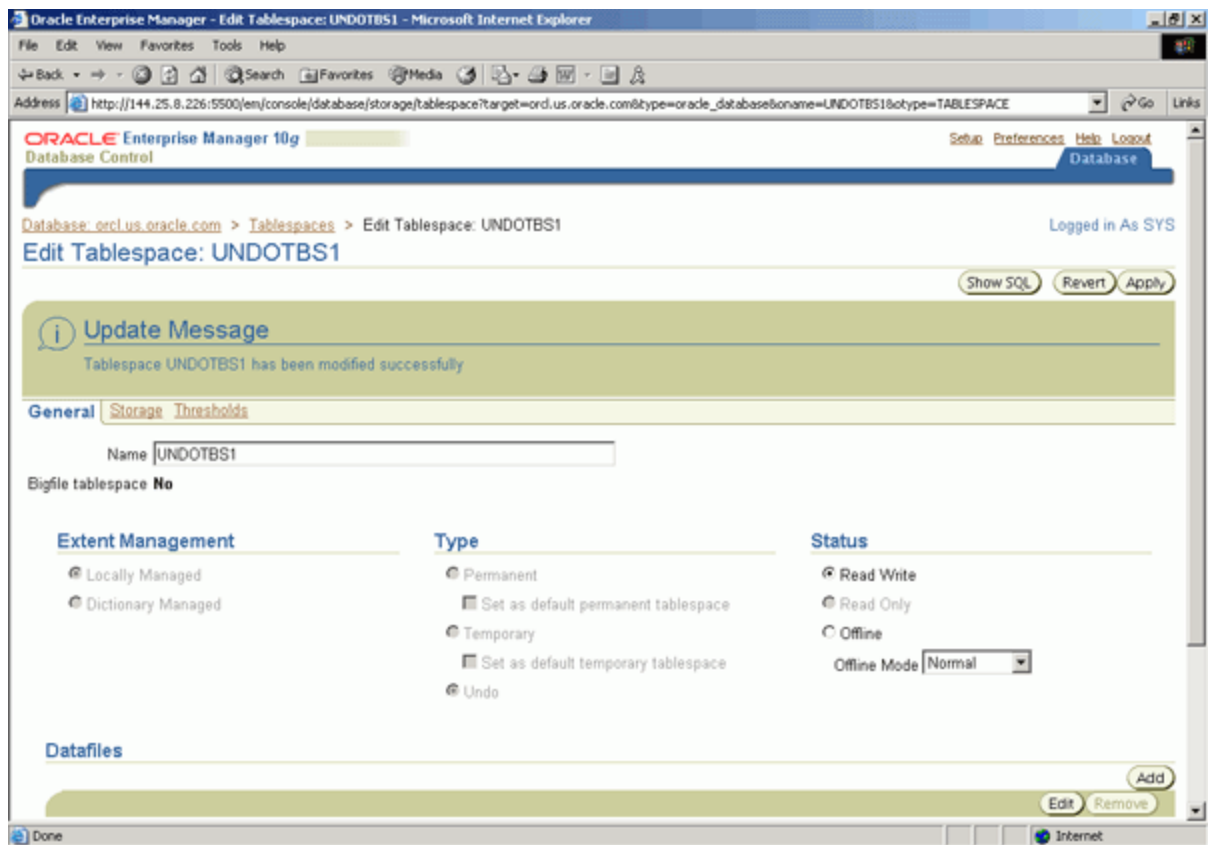 Oracle Enterprise Manager - Edit Tablespace: UNDOTBS1 - Microsoft Internet Explorer
File Edit View Favorites Tools Help
Back Search Favorites Media
Address http://144.25.8.226:5500/em/console/database/storage/tablespace?target=orcl.us.oracle.com&type=oracle_database&oname=UNDOTBS1&otype=TABLESPACE Go Links
ORACLE Enterprise Manager 10g
Setup Preferences Help Logout
Database Control
Database
Database: orcl.us.oracle.com > Tablespaces > Edit Tablespace: UNDOTBS1 Logged in As SYS
Edit Tablespace: UNDOTBS1
Show SQL Revert Apply
Update Message
Tablespace UNDOTBS1 has been modified successfully
General Storage Thresholds
Name UNDOTBS1
Bigfile tablespace No
Extent Management Type Status
Locally Managed Permanent Read Write
Dictionary Managed Set as default permanent tablespace Read Only
Temporary Offline
Set as default temporary tablespace Offline Mode Normal
Undo
Datafiles
Add
Edit Remove
Done Internet